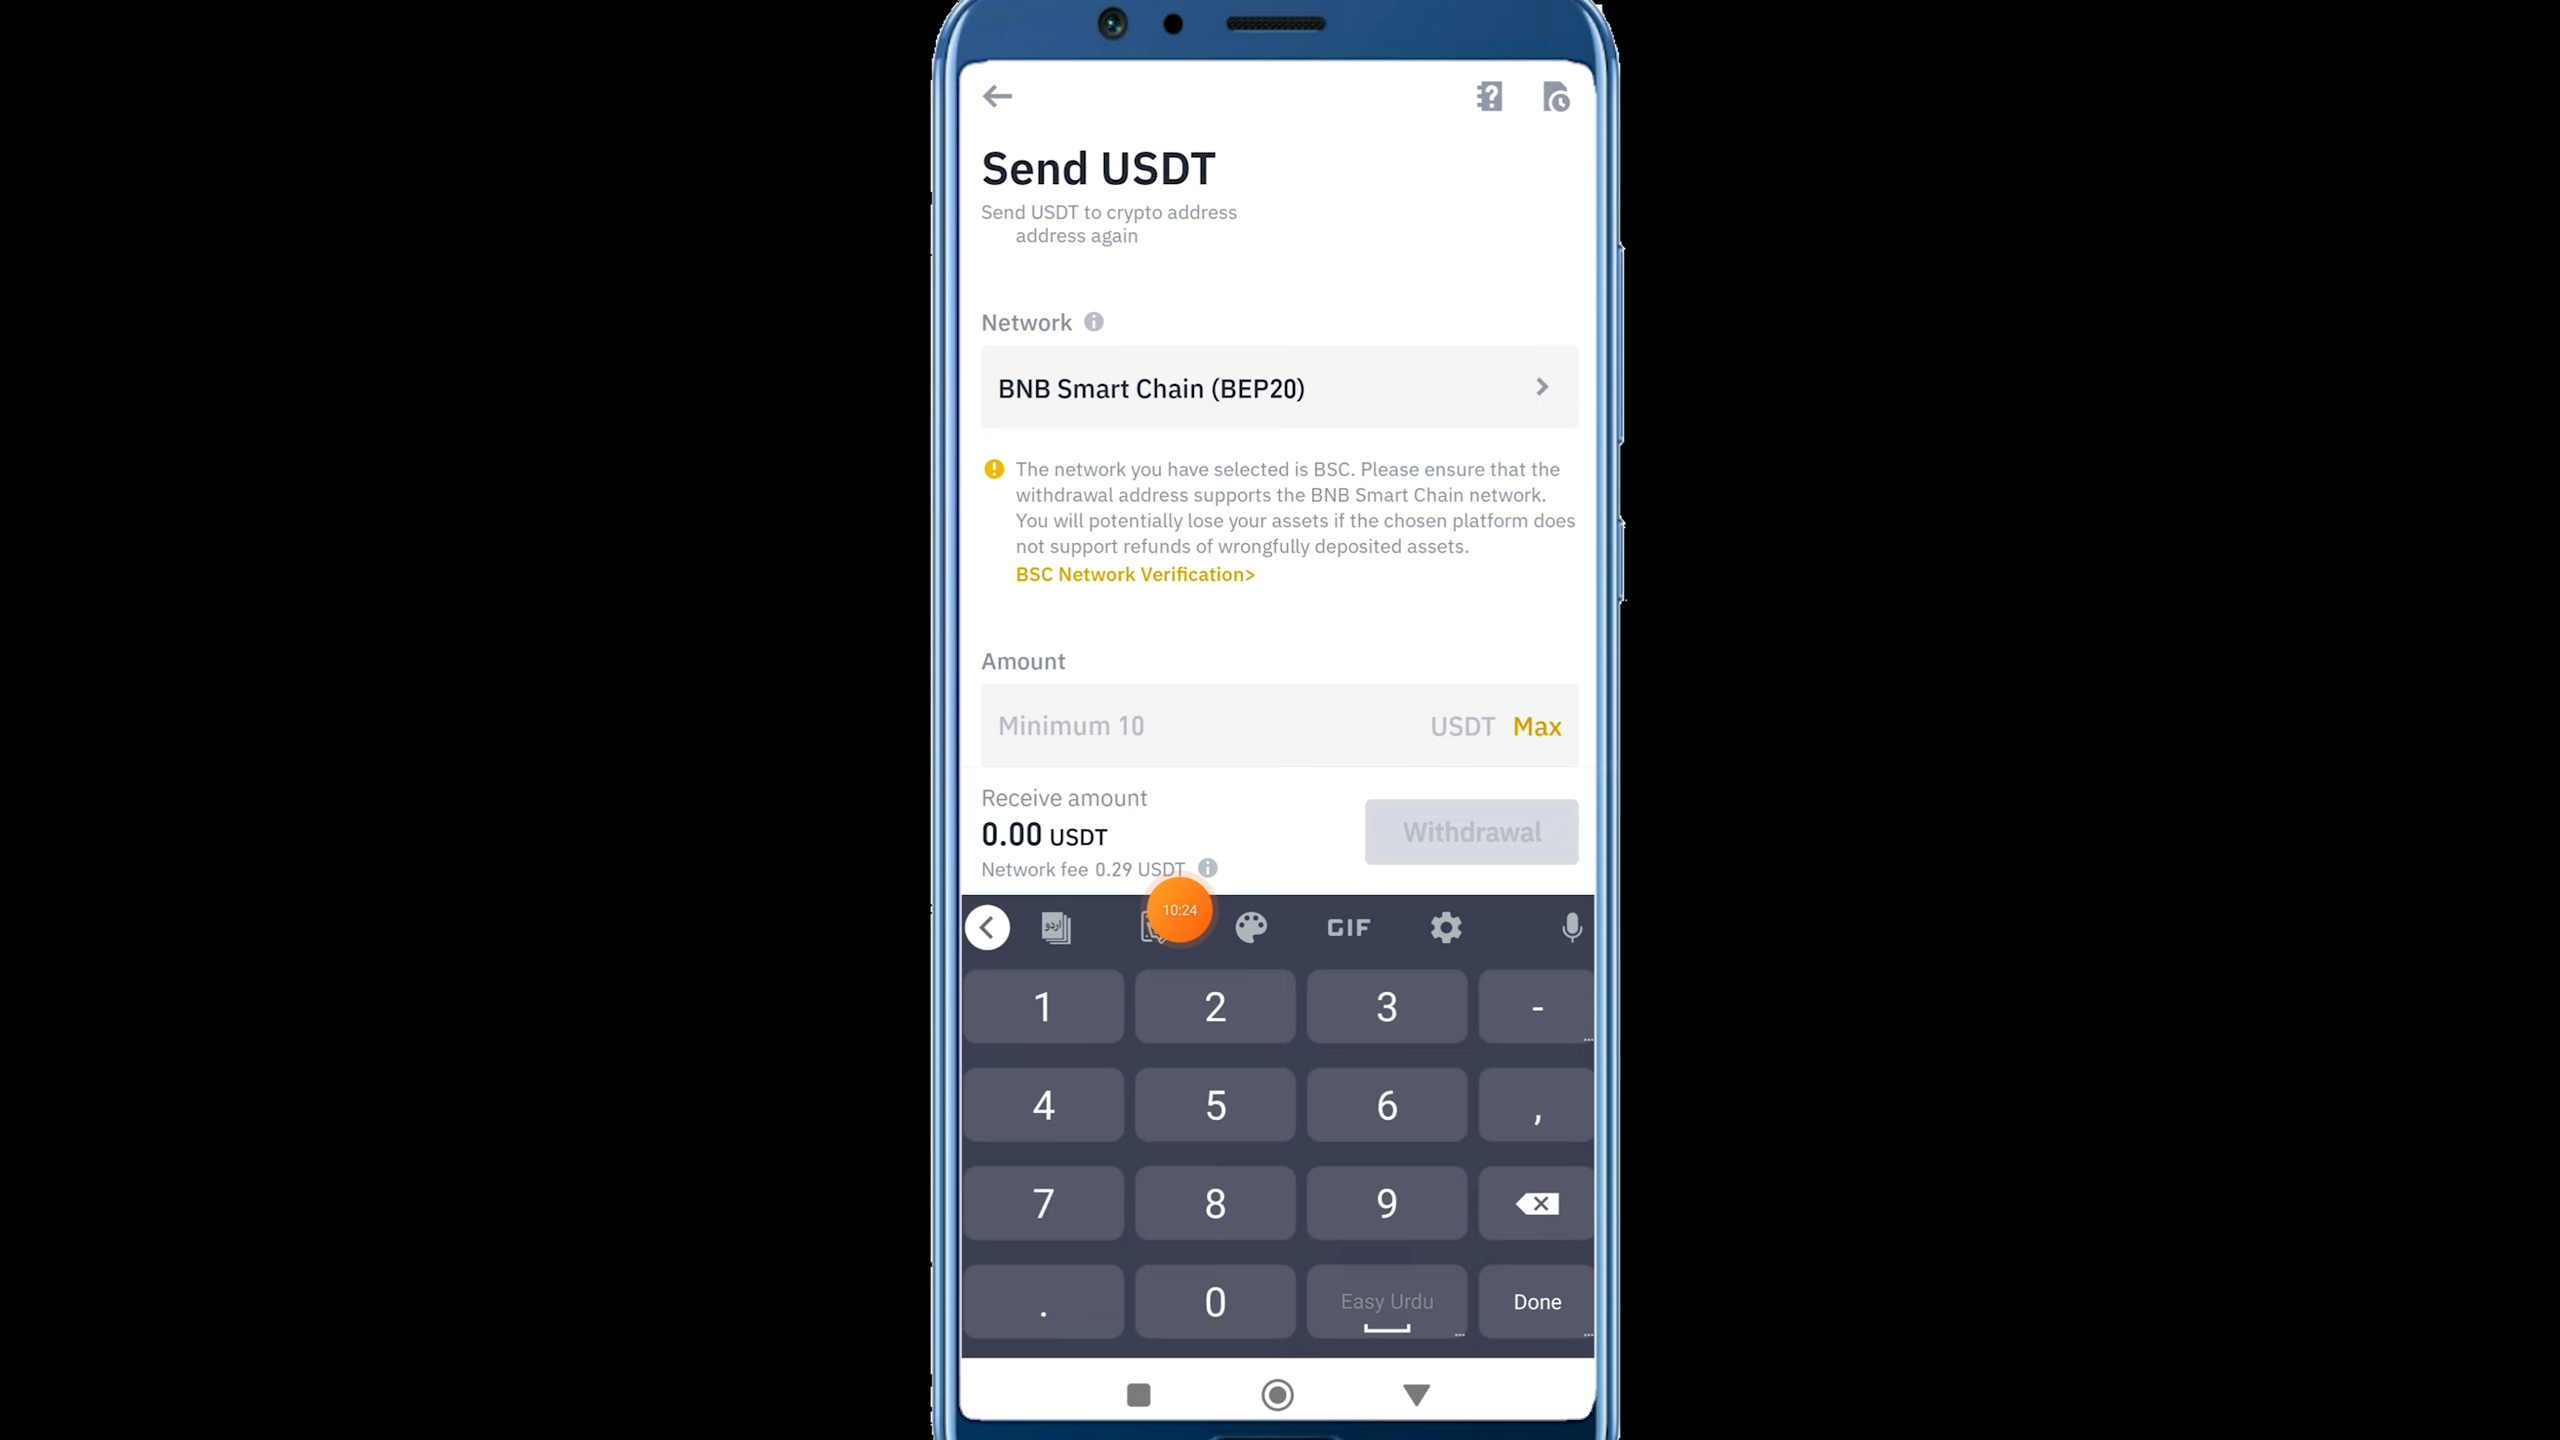 Send USDT
Send USDT to crypto address
address again
Network
BNB Smart Chain (BEP20)
The network you have selected is BSC. Please ensure that the
withdrawal address supports the BNB Smart Chain network.
You will potentially lose your assets if the chosen platform does
not support refunds of wrongfully deposited assets.
BSC Network Verification>
Amount
Minimum 10 USDT Max
Receive amount
0.00 USDT
Withdrawal
Network fee 0.29 USDT
اردو 10:24 GIF
1 2 3 -
4 5 6 ,
7 8 9
. 0 Easy Urdu Done